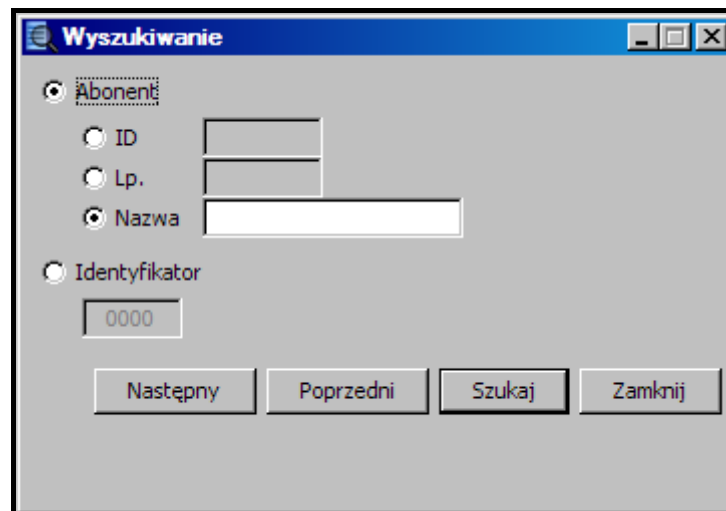 Wyszukiwanie
Abonent
ID
Lp.
Nazwa
Identyfikator
0000
Następny Poprzedni Szukaj Zamknij